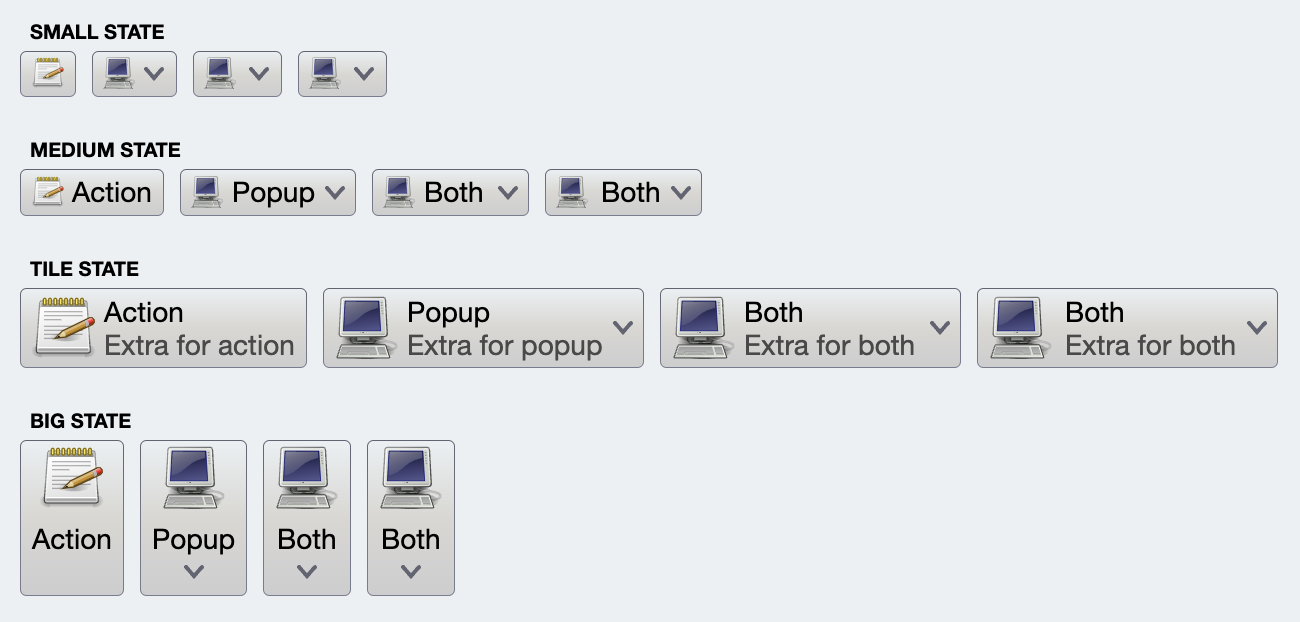 SMALL STATE
MEDIUM STATE
Action Popup Both Both
TILE STATE
Action Popup Both Both
Extra for action Extra for popup Extra for both Extra for both
BIG STATE
Action Popup Both Both